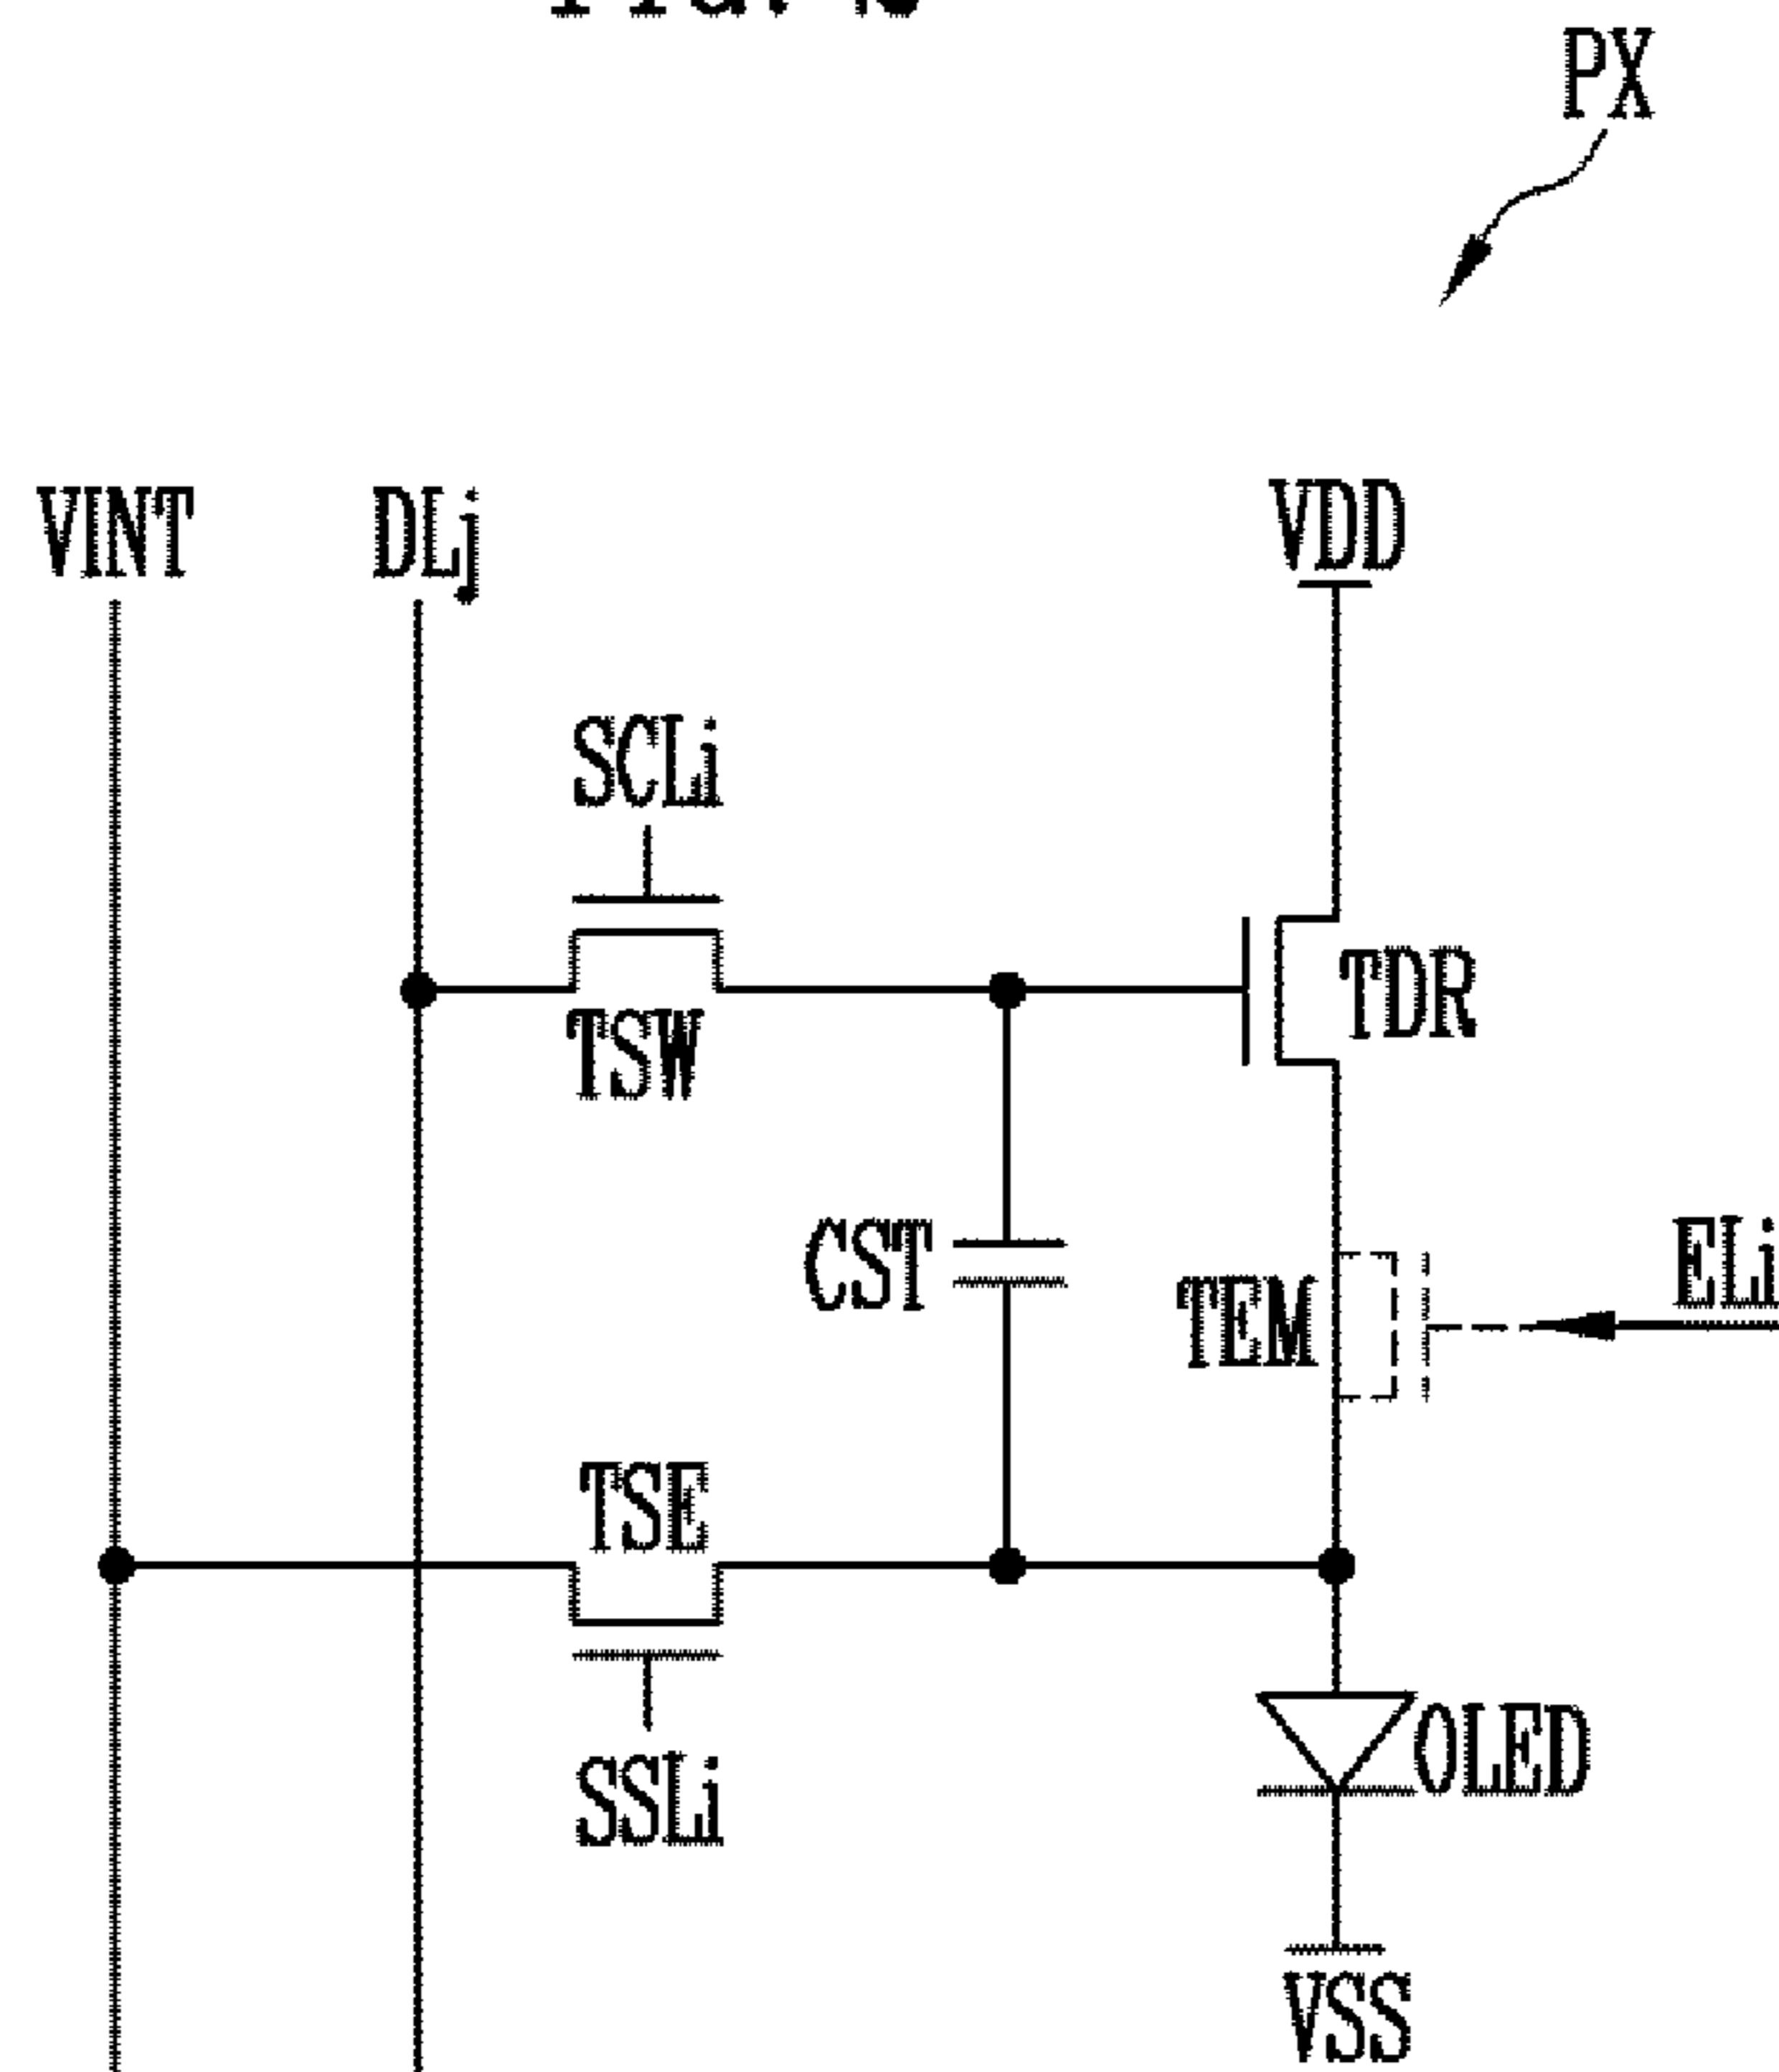 PX
VINT
DLj
VDD
SCLi
TDR
TSW
CST
ELi
TEM
TSE
OLED
SSLi
VSS